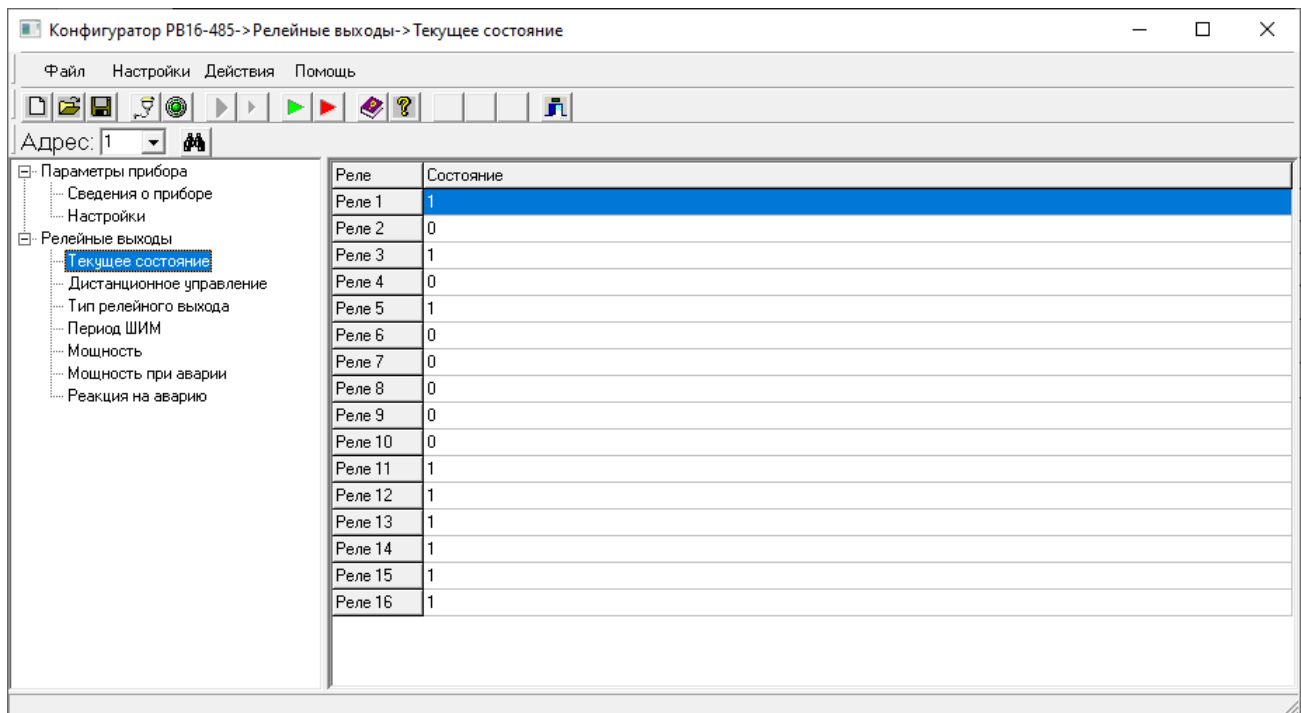 Конфигуратор РВ16-485->Релейные выходы->Текущее состояние
Файл Настройки Действия Помощь
Адрес: 1
Параметры прибора
Сведения о приборе
Настройки
Релейные выходы
Текущее состояние
Дистанционное управление
Тип релейного выхода
Период ШИМ
Мощность
Мощность при аварии
Реакция на аварию
Реле Состояние
Реле 1 1
Реле 2 0
Реле 3 1
Реле 4 0
Реле 5 1
Реле 6 0
Реле 7 0
Реле 8 0
Реле 9 0
Реле 10 0
Реле 11 1
Реле 12 1
Реле 13 1
Реле 14 1
Реле 15 1
Реле 16 1